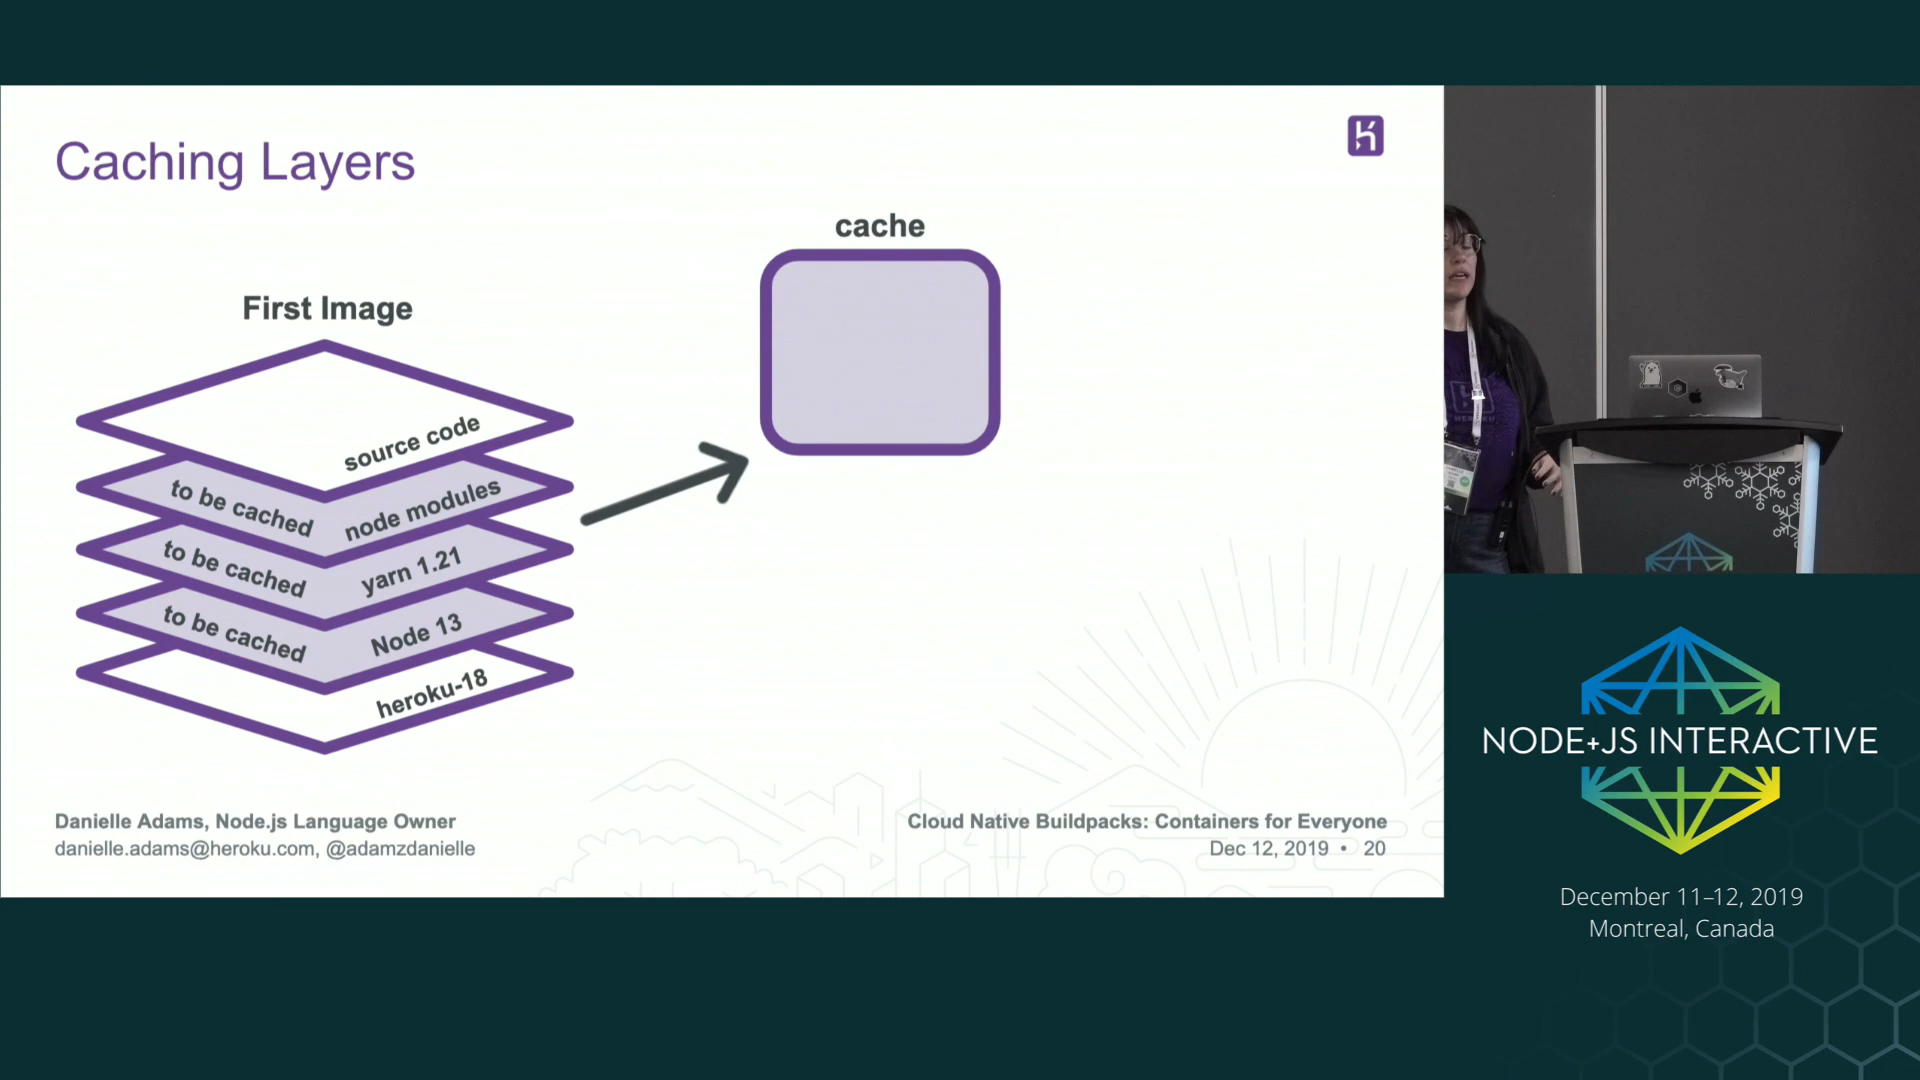 Caching Layers
cache
First Image
source code
to be cached
node modules
to be cached
yarn 1.21
to be cached
Node 13
heroku-18
Danielle Adams, Node.js Language Owner
danielle.adams@heroku.com, @adamzdanielle
Cloud Native Buildpacks: Containers for Everyone
Dec 12, 2019 • 20
NODE+JS INTERACTIVE
December 11–12, 2019
Montreal, Canada